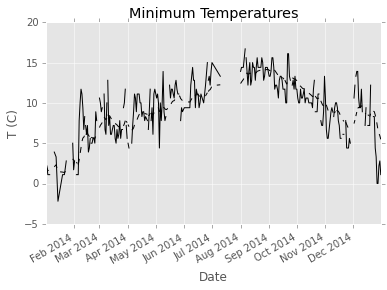 Minimum Temperatures
20
15
10
5
0
−5
T (C)
Feb 2014
Mar 2014
Apr 2014
May 2014
Jun 2014
Jul 2014
Aug 2014
Sep 2014
Oct 2014
Nov 2014
Dec 2014
Date